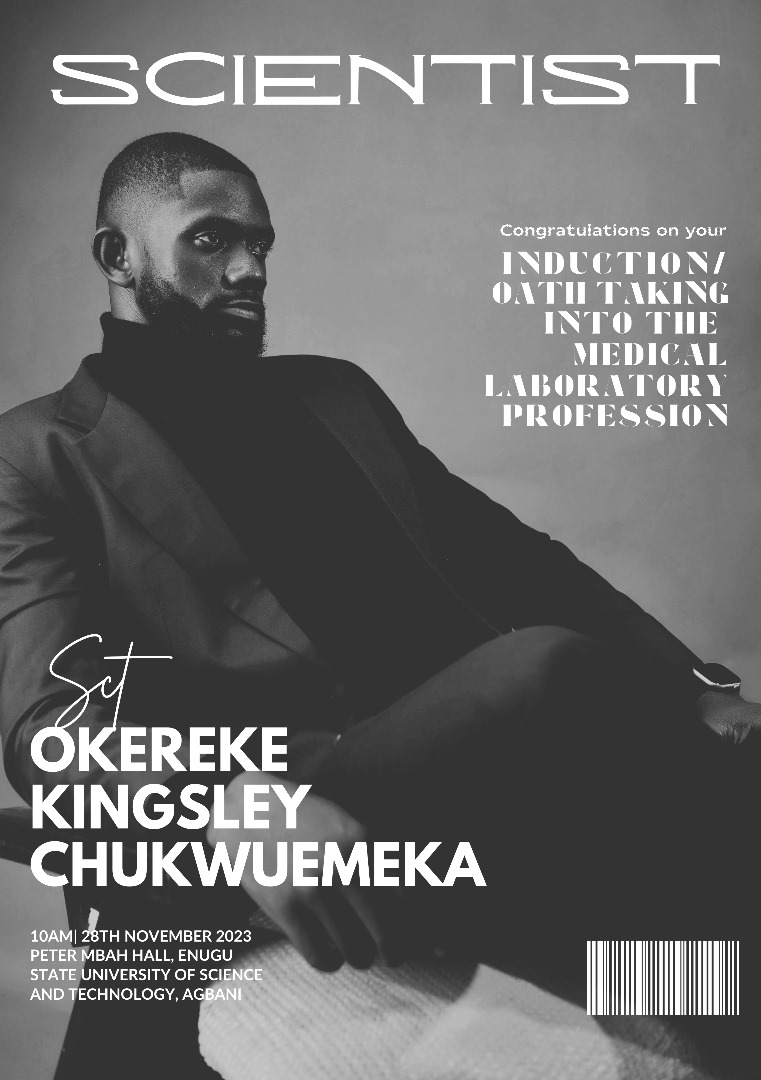 SCIENTIST
Congratulations on your
INDUCTION/
OATH TAKING
INTO THE
MEDICAL
LABORATORY
PROFESSION
Sct
OKEREKE
KINGSLEY
CHUKWUEMEKA
10AM| 28TH NOVEMBER 2023
PETER MBAH HALL, ENUGU
STATE UNIVERSITY OF SCIENCE
AND TECHNOLOGY, AGBANI